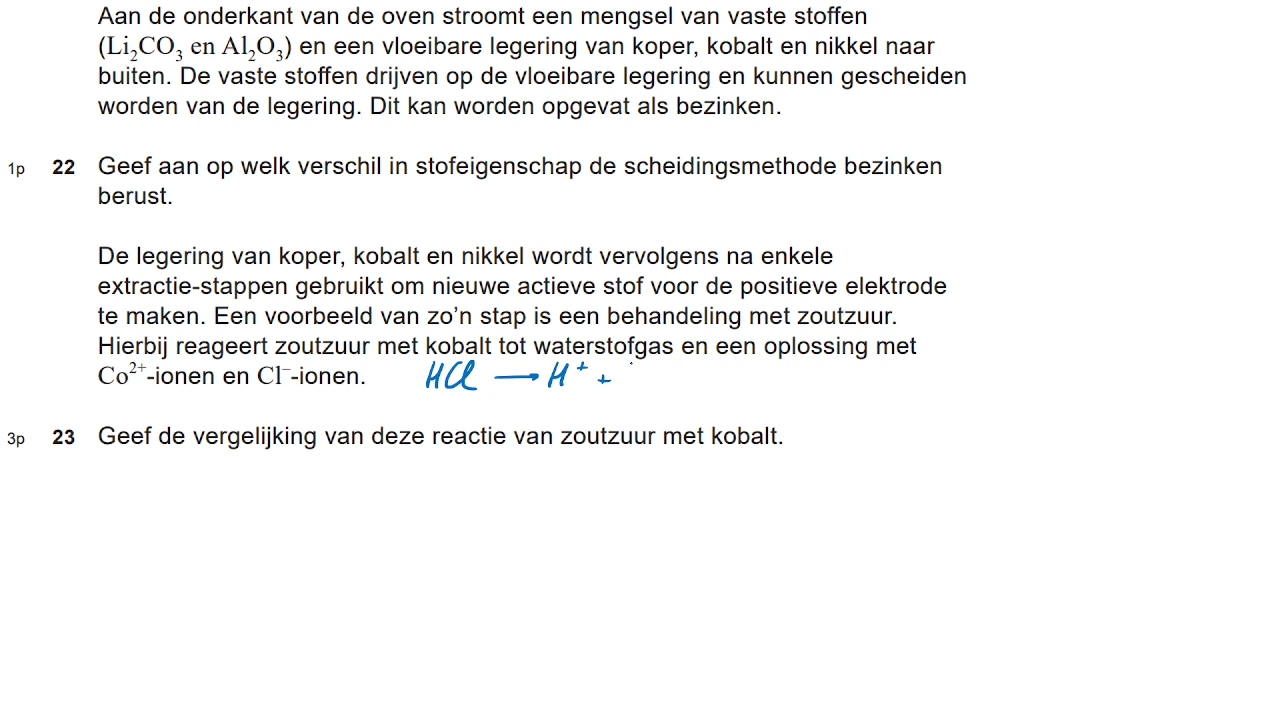 Aan de onderkant van de oven stroomt een mengsel van vaste stoffen
(Li₂CO₃ en Al₂O₃) en een vloeibare legering van koper, kobalt en nikkel naar
buiten. De vaste stoffen drijven op de vloeibare legering en kunnen gescheiden
worden van de legering. Dit kan worden opgevat als bezinken.
1p 22 Geef aan op welk verschil in stofeigenschap de scheidingsmethode bezinken
berust.
De legering van koper, kobalt en nikkel wordt vervolgens na enkele
extractie-stappen gebruikt om nieuwe actieve stof voor de positieve elektrode
te maken. Een voorbeeld van zo’n stap is een behandeling met zoutzuur.
Hierbij reageert zoutzuur met kobalt tot waterstofgas en een oplossing met
Co²⁺-ionen en Cl⁻-ionen. HCl → H⁺ +
3p 23 Geef de vergelijking van deze reactie van zoutzuur met kobalt.